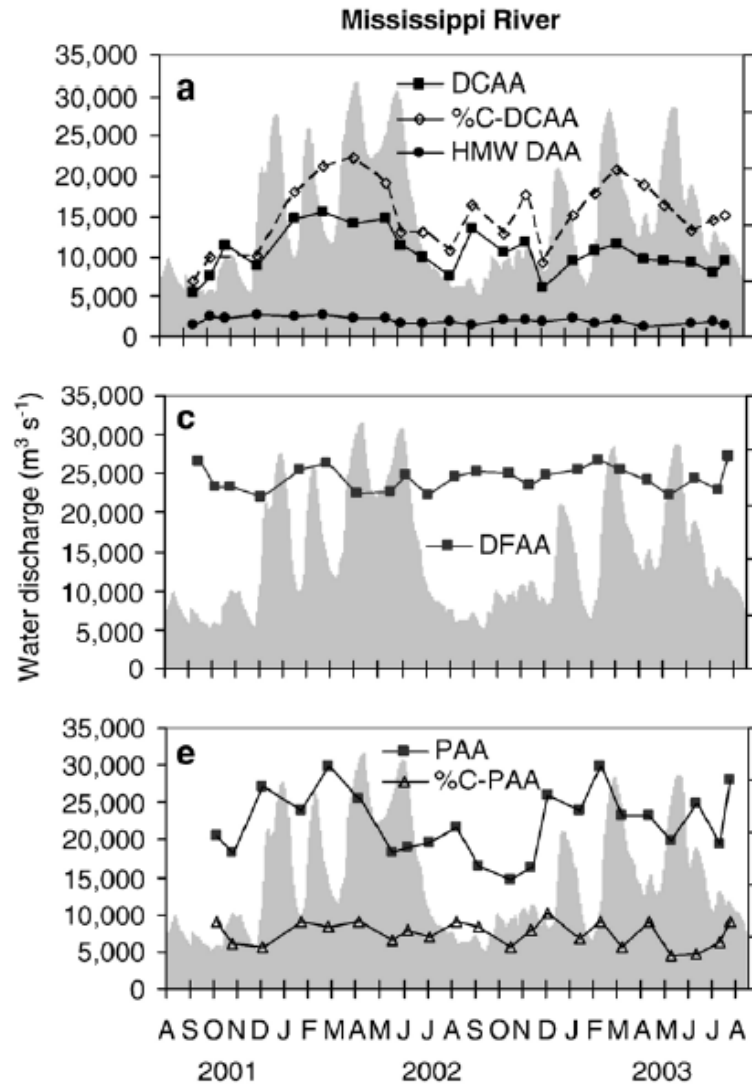 Mississippi River
a
35,000
30,000
25,000
20,000
15,000
10,000
5,000
0
DCAA
%C-DCAA
HMW DAA
Water discharge (m³ s⁻¹)
c
35,000
30,000
25,000
20,000
15,000
10,000
5,000
0
DFAA
e
35,000
30,000
25,000
20,000
15,000
10,000
5,000
0
PAA
%C-PAA
A S O N D J F M A M J J A S O N D J F M A M J J A
2001 2002 2003